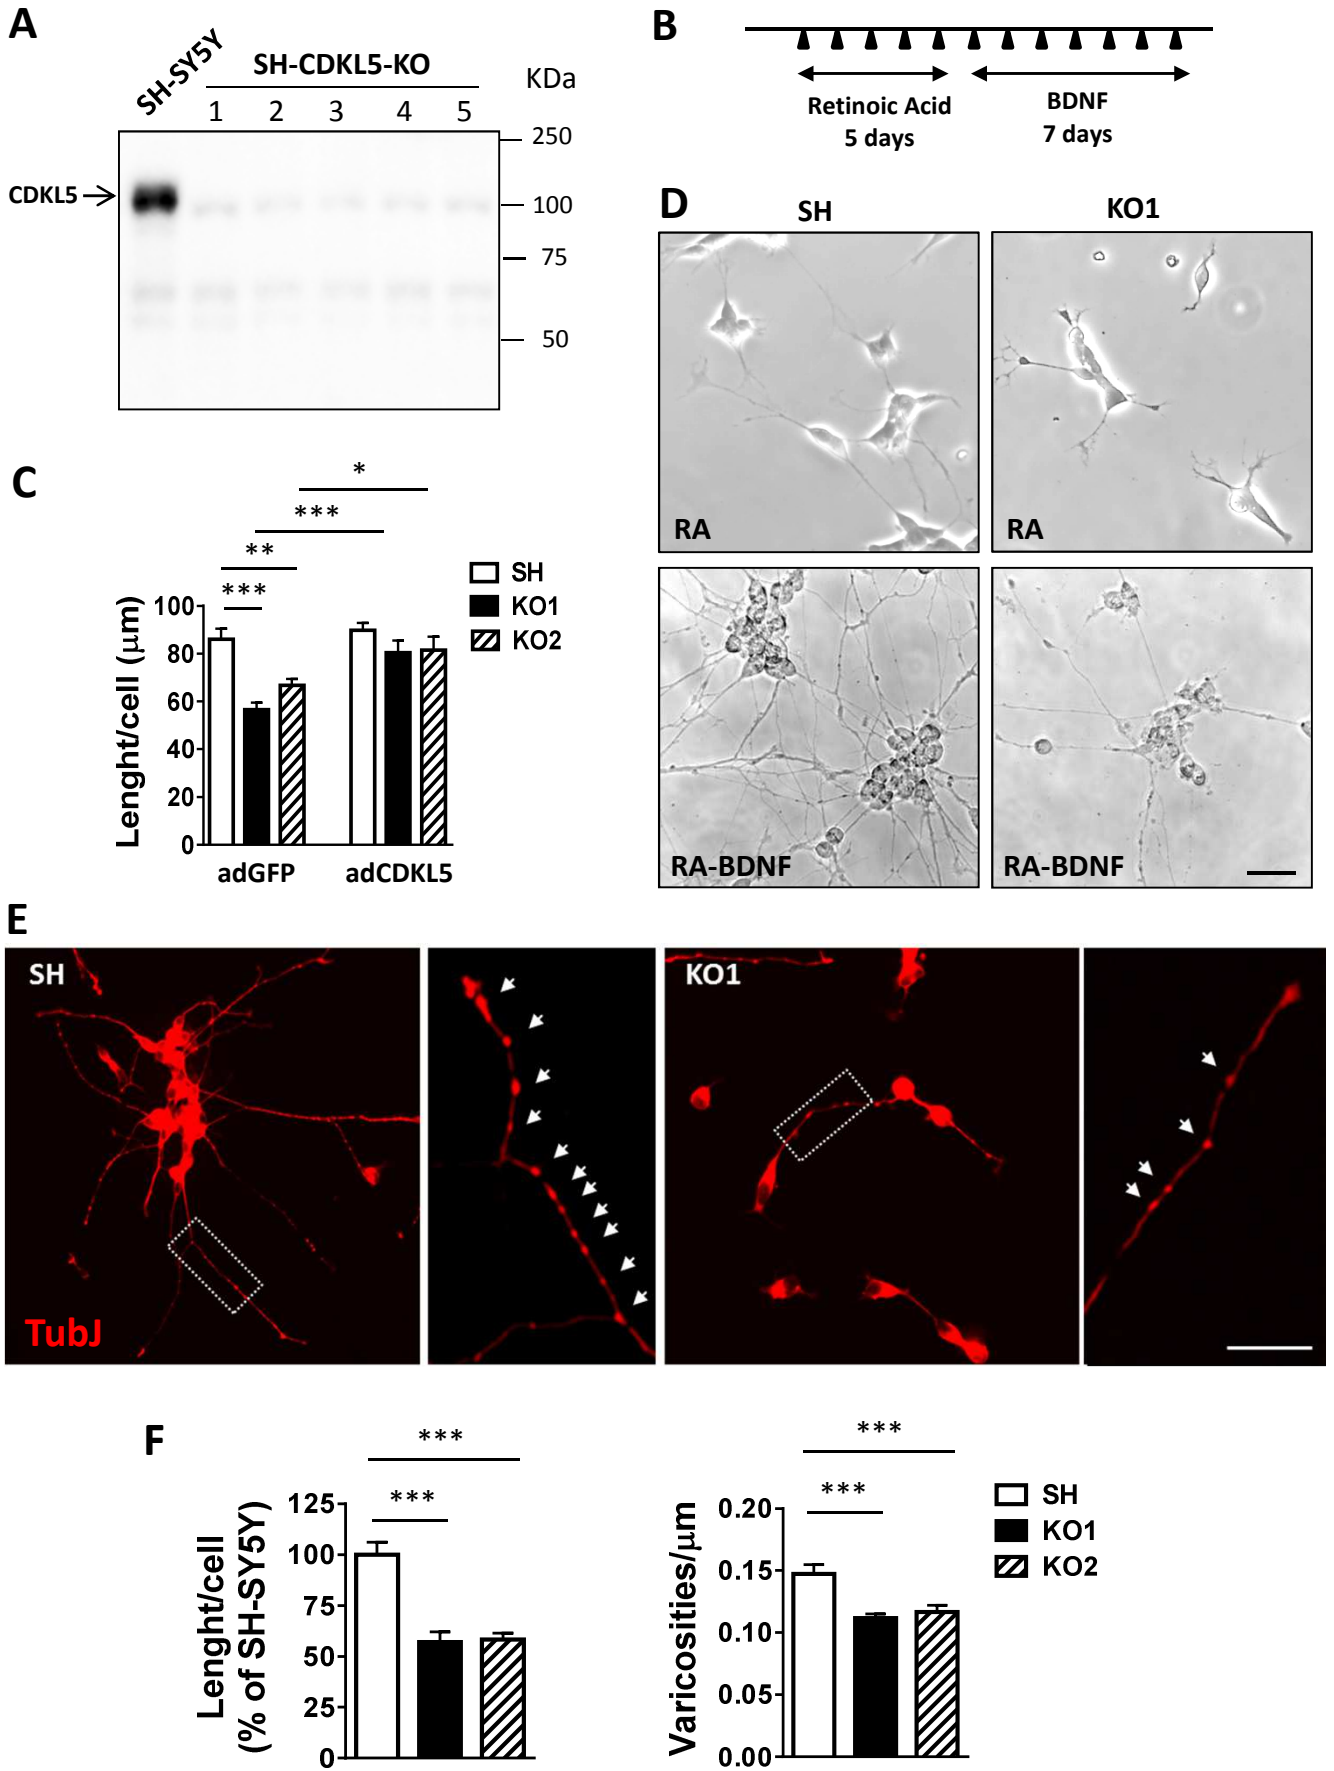 A
SH-SY5Y
SH-CDKL5-KO
KDa
1 2 3 4 5
250
CDKL5
100
75
50
B
Retinoic Acid
5 days
BDNF
7 days
C
*
***
**
***
SH
KO1
KO2
Lenght/cell (μm)
100
80
60
40
20
0
adGFP adCDKL5
D
SH KO1
RA RA
RA-BDNF RA-BDNF
E
SH
KO1
TubJ
F
***
***
Lenght/cell
(% of SH-SY5Y)
125
100
75
50
25
0
***
***
Varicosities/μm
0.20
0.15
0.10
0.05
0.00
SH
KO1
KO2